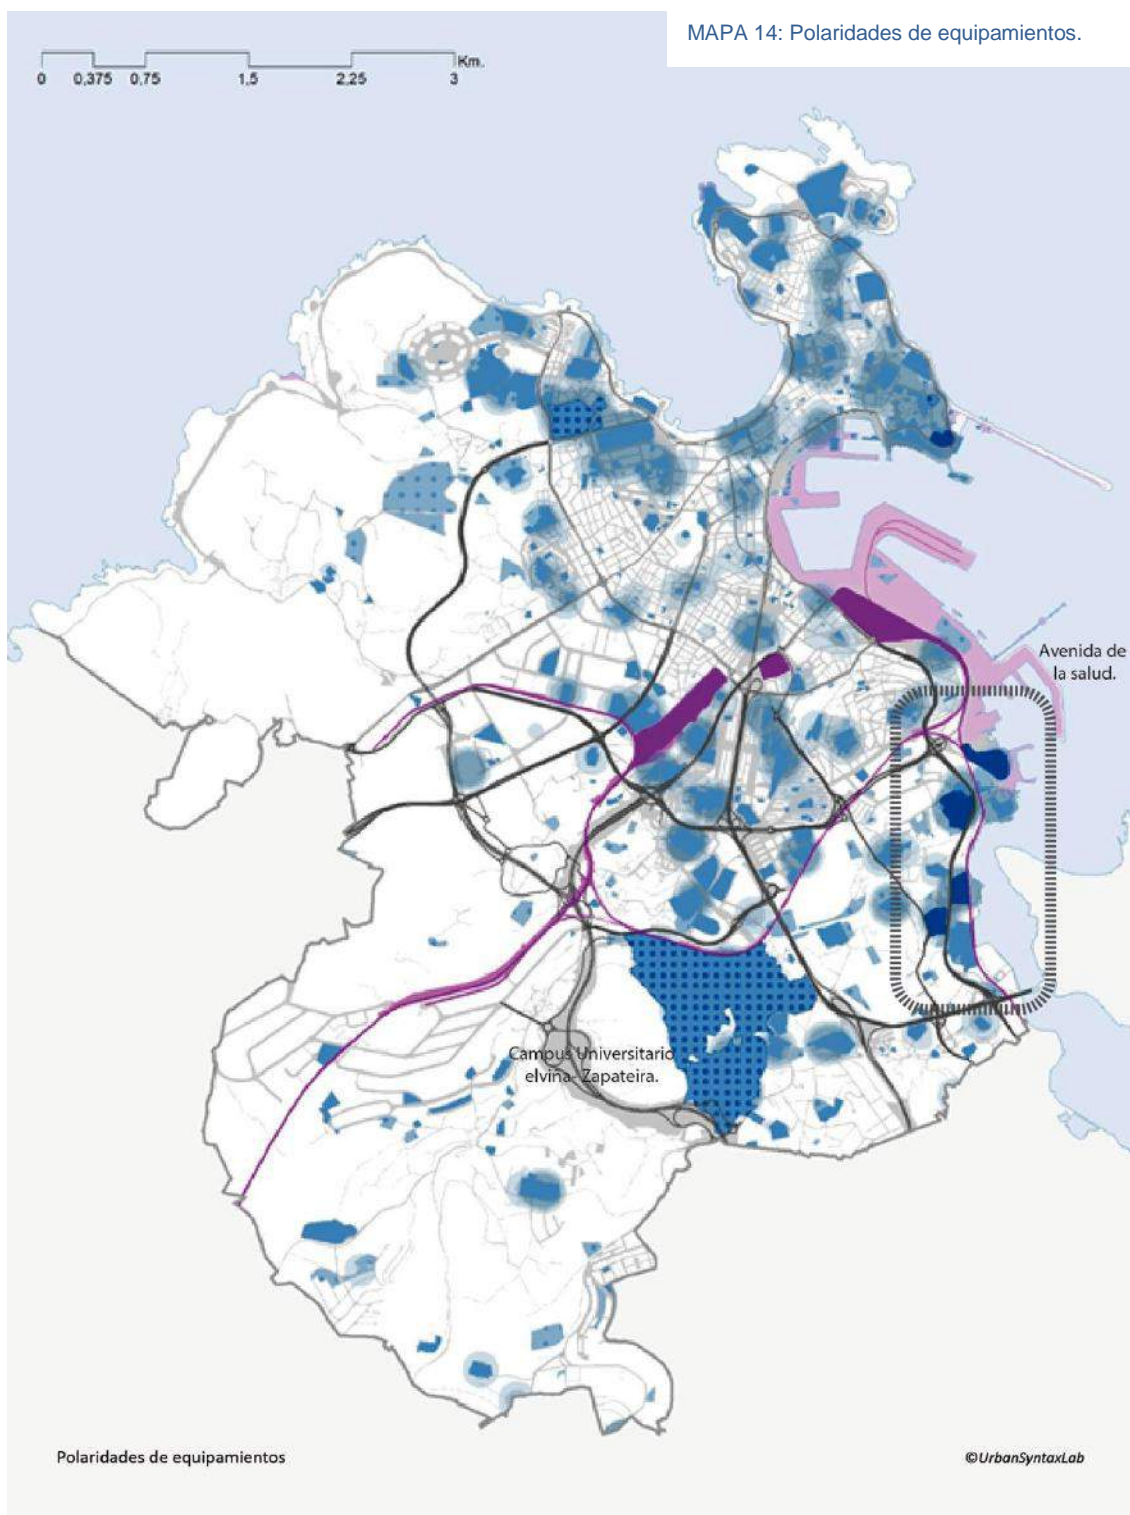 MAPA 14: Polaridades de equipamientos.
Km.
0 0,375 0,75 1,5 2,25 3
Avenida de
la salud.
Campus Universitario
elviña- Zapateira.
Polaridades de equipamientos
©UrbanSyntaxLab